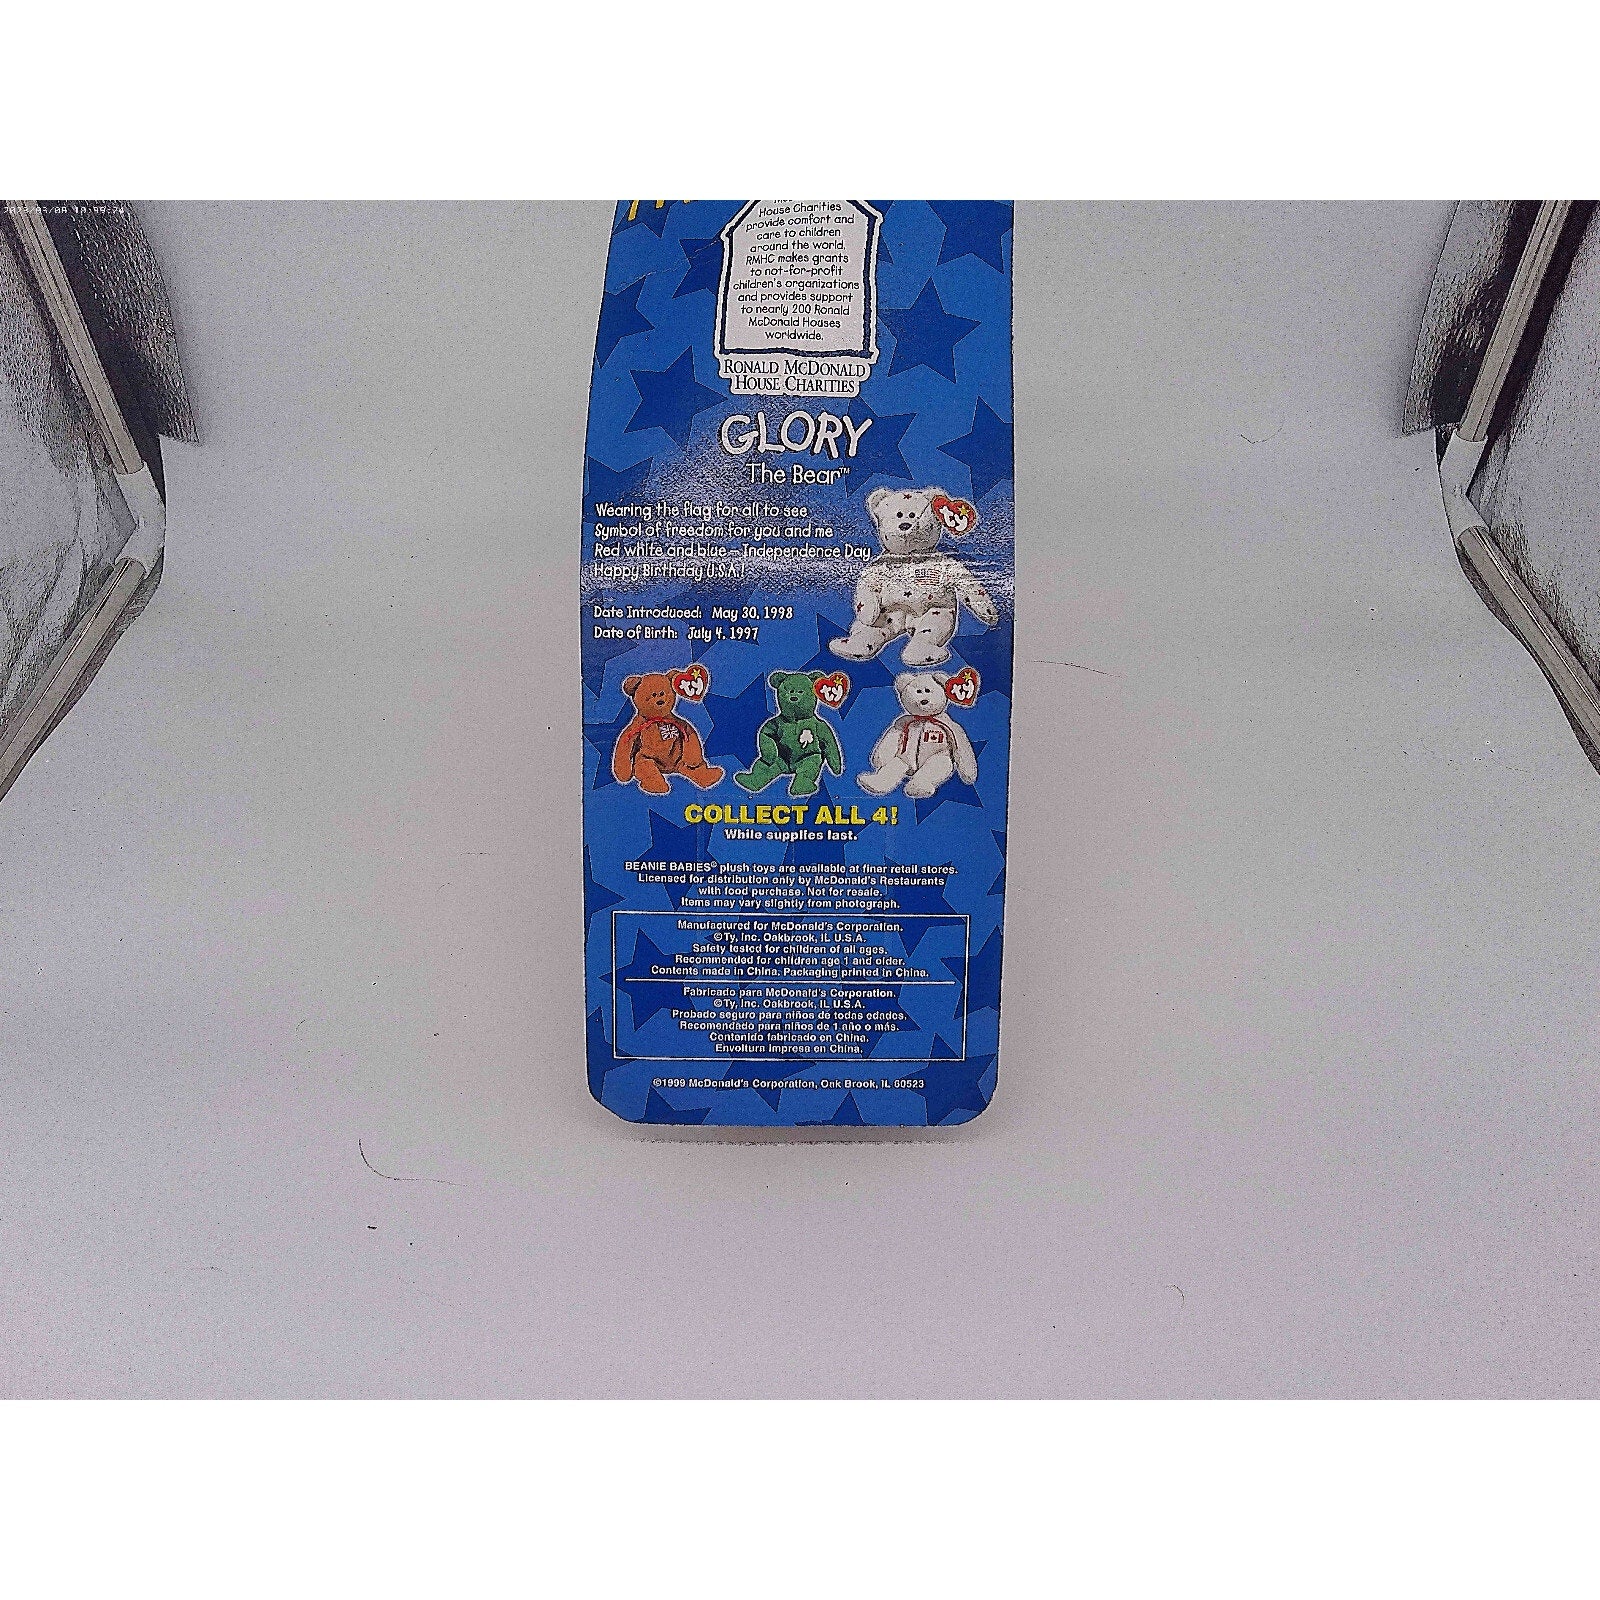 House Charities
provide comfort and
care to children
around the world.
RMHC makes grants
to not-for-profit
children's organizations
and provides support
to nearly 200 Ronald
McDonald Houses
worldwide.
RONALD MCDONALD
HOUSE CHARITIES
GLORY
The Bear™
Wearing the flag for all to see
Symbol of freedom for you and me
Red white and blue – Independence Day
Happy Birthday U.S.A.!
Date Introduced: May 30, 1998
Date of Birth: July 4, 1997
ty
ty
ty
ty
COLLECT ALL 4!
While supplies last.
BEANIE BABIES® plush toys are available at finer retail stores.
Licensed for distribution only by McDonald's Restaurants
with food purchase. Not for resale.
Items may vary slightly from photograph.
Manufactured for McDonald's Corporation.
©Ty, Inc. Oakbrook, IL U.S.A.
Safety tested for children of all ages.
Recommended for children age 1 and older.
Contents made in China. Packaging printed in China.
Fabricado para McDonald's Corporation.
©Ty, Inc. Oakbrook, IL U.S.A.
Probado seguro para niños de todas edades.
Recomendado para niños de 1 año o más.
Contenido fabricado en China.
Envoltura impresa en China.
©1999 McDonald's Corporation, Oak Brook, IL 60523